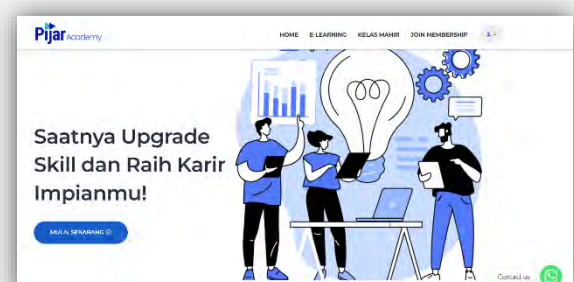 Pijar Academy
HOME E-LEARNING KELAS MAHIR JOIN MEMBERSHIP
Saatnya Upgrade
Skill dan Raih Karir
Impianmu!
MULAI SEKARANG
Contact us